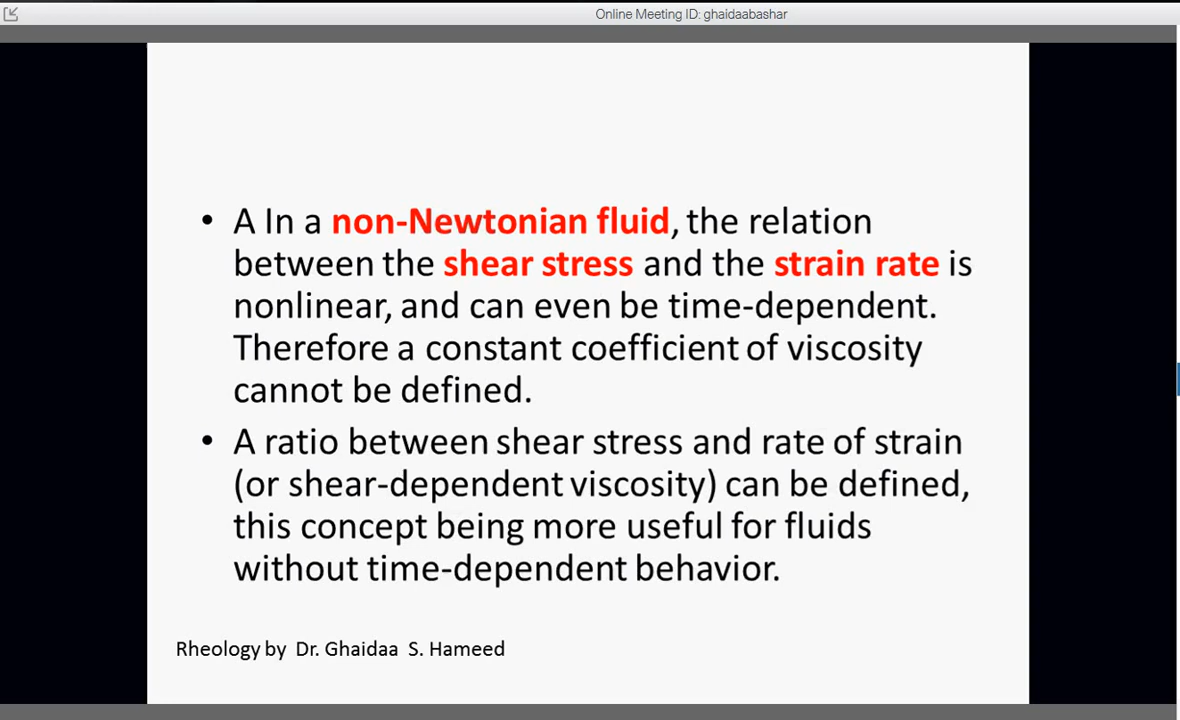 Online Meeting ID: ghaidaabashar
• A In a non-Newtonian fluid, the relation
between the shear stress and the strain rate is
nonlinear, and can even be time-dependent.
Therefore a constant coefficient of viscosity
cannot be defined.
• A ratio between shear stress and rate of strain
(or shear-dependent viscosity) can be defined,
this concept being more useful for fluids
without time-dependent behavior.
Rheology by Dr. Ghaidaa S. Hameed